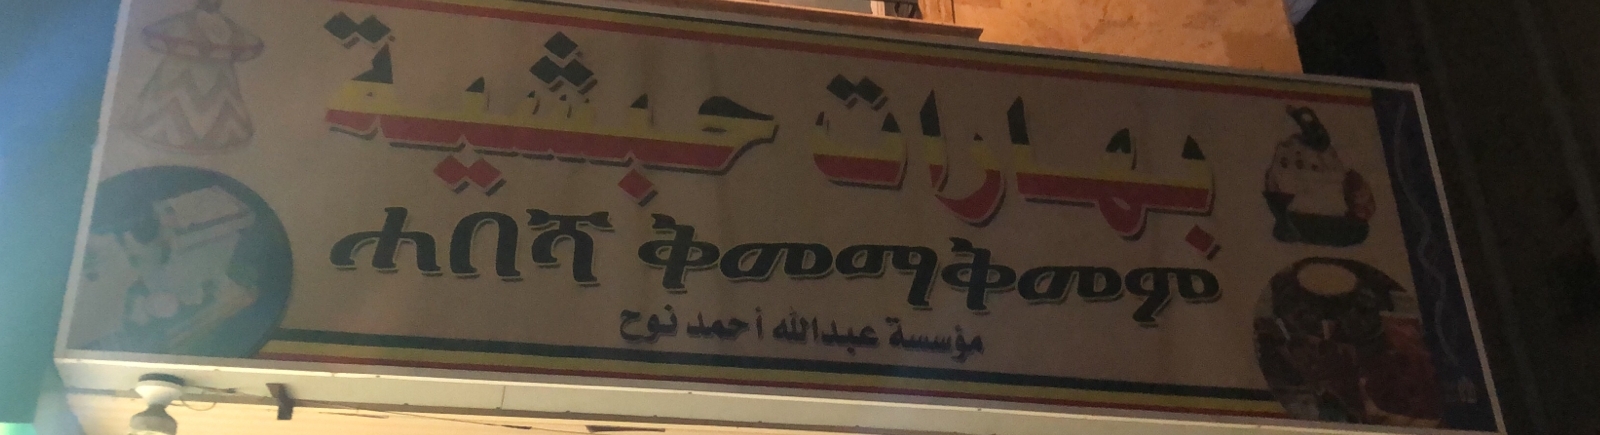 بهارات حبشية
ሐበሻ ቅመማቅመም
مؤسسة عبدالله أحمد نوح